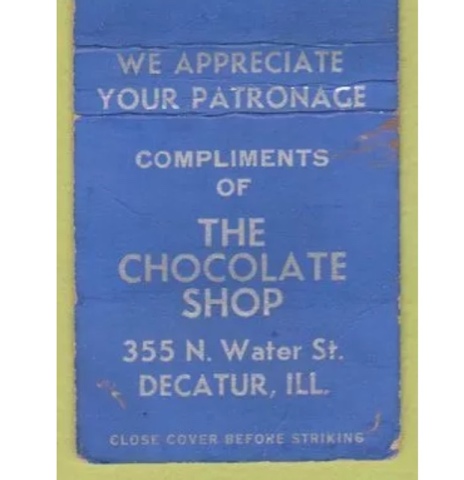 WE APPRECIATE
YOUR PATRONAGE
COMPLIMENTS
OF
THE
CHOCOLATE
SHOP
355 N. Water St.
DECATUR, ILL.
CLOSE COVER BEFORE STRIKING